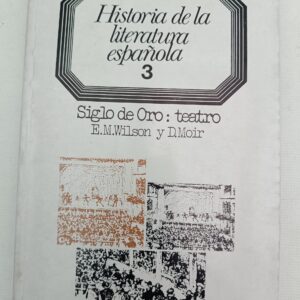 Historia de la
literatura
española
3
Siglo de Oro: teatro
E.M.Wilson y D.Moir